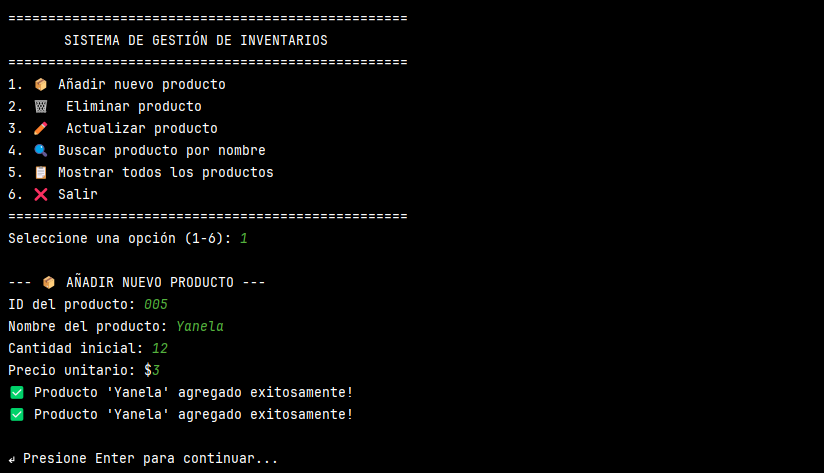 ==================================================
SISTEMA DE GESTIÓN DE INVENTARIOS
==================================================
1. 📦 Añadir nuevo producto
2. 🗑️ Eliminar producto
3. ✏️ Actualizar producto
4. 🔍 Buscar producto por nombre
5. 📋 Mostrar todos los productos
6. ❌ Salir
==================================================
Seleccione una opción (1-6): 1
--- 📦 AÑADIR NUEVO PRODUCTO ---
ID del producto: 005
Nombre del producto: Yanela
Cantidad inicial: 12
Precio unitario: $3
✅ Producto 'Yanela' agregado exitosamente!
✅ Producto 'Yanela' agregado exitosamente!
↲ Presione Enter para continuar...